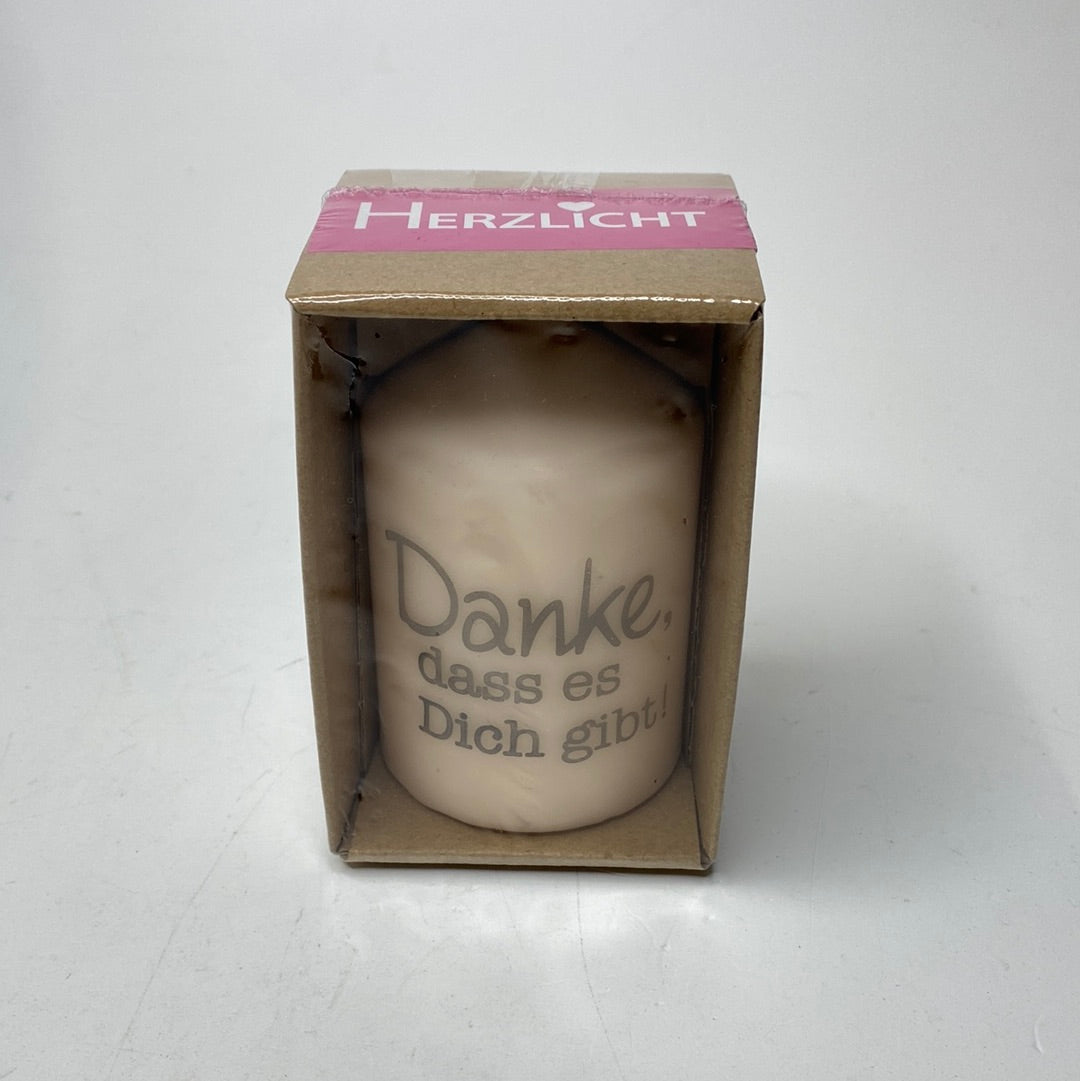 HERZLICHT
Danke,
dass es
Dich gibt!